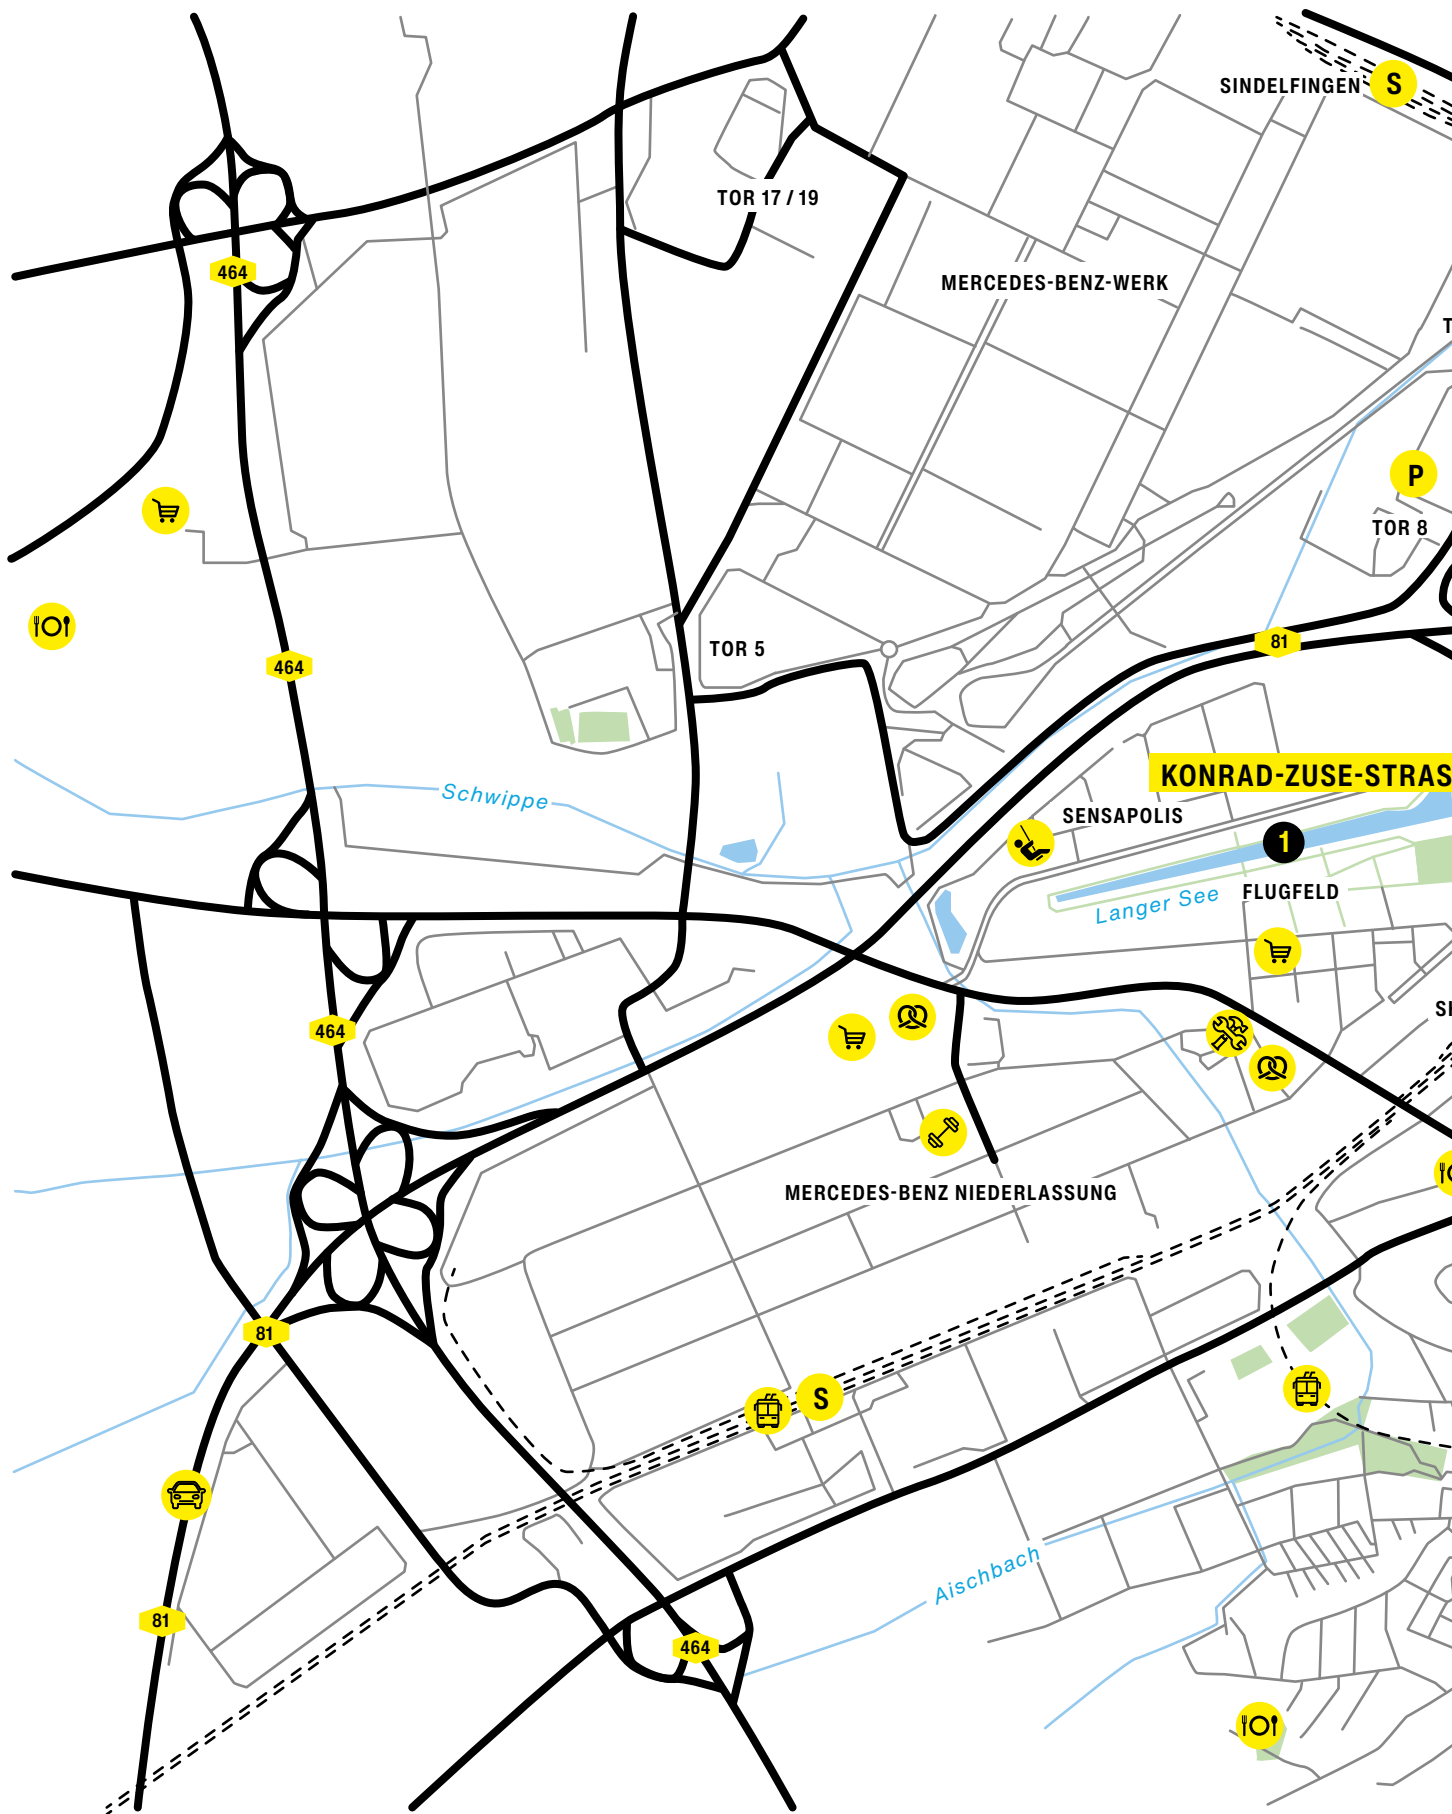 SINDELFINGEN
S
TOR 17 / 19
464
MERCEDES-BENZ-WERK
T
P
TOR 8
464
TOR 5
81
KONRAD-ZUSE-STRAS
Schwippe
SENSAPOLIS
1
FLUGFELD
Langer See
464
SI
MERCEDES-BENZ NIEDERLASSUNG
81
S
Aischbach
81
464